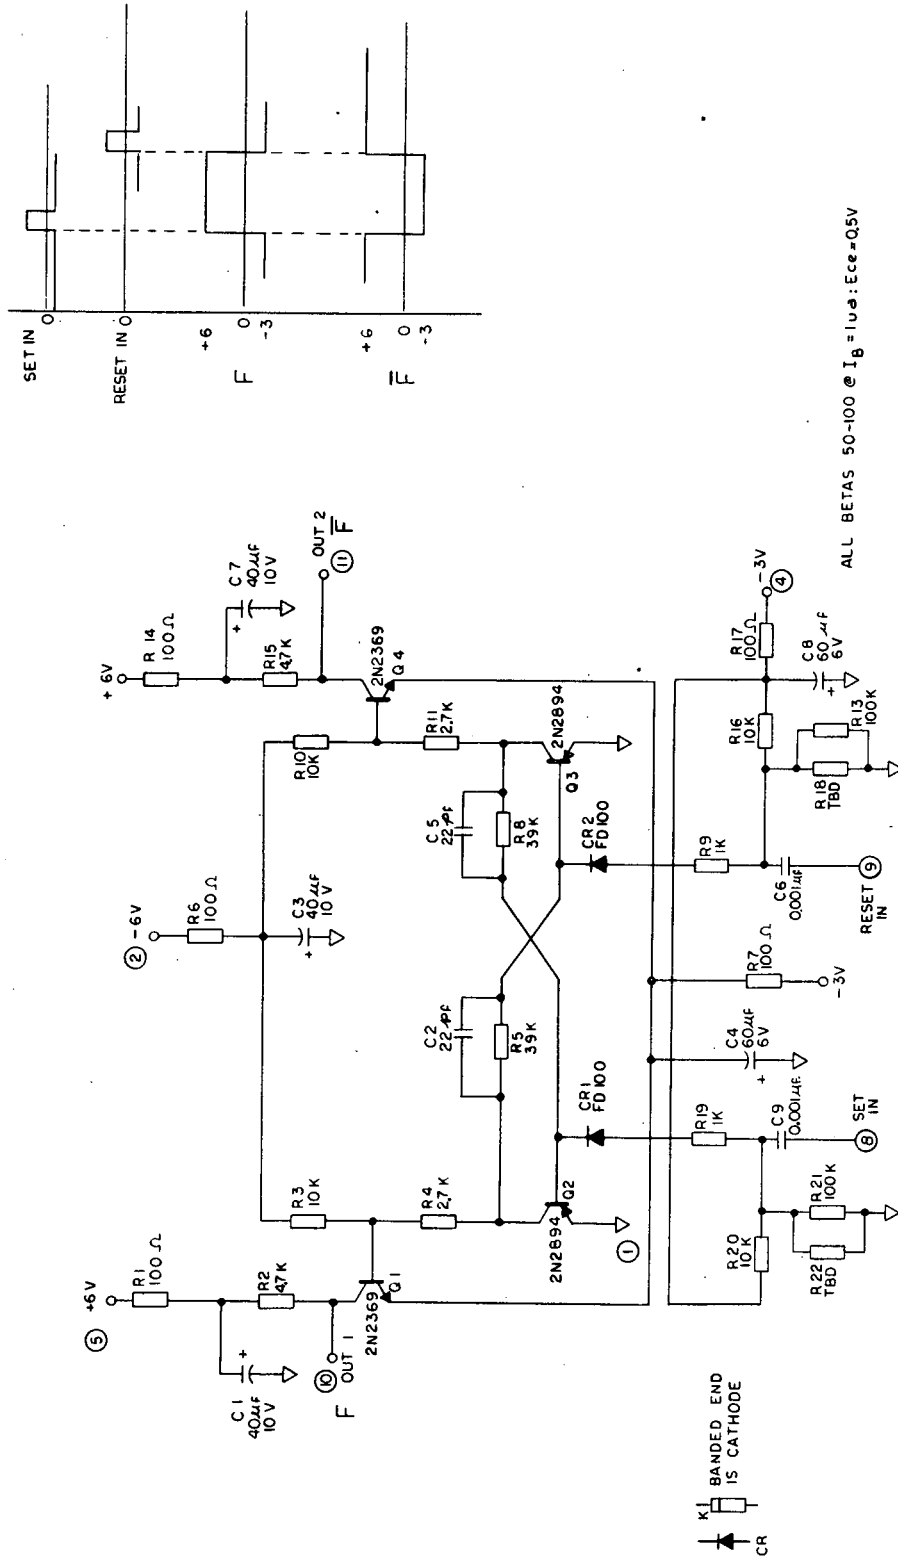 SET IN
0
RESET IN 0
+6
0
-3
F
+6
0
-3
F̅
+6V
⑤
R1
100Ω
R2
4.7K
C1
40μf
10V
+
⑩
OUT 1
F
2N2369
Q1
② -6V
R6
100Ω
C3
40μf
10V
+
R3
10K
R4
2.7K
R10
10K
R11
2.7K
+6V
R14
100Ω
C7
40μf
10V
+
R15
47K
OUT 2
⑪
F̅
2N2369
Q4
C2
22 pf
R5
39K
C5
22 pf
R8
39K
2N2894
Q2
①
2N2894
Q3
CR1
FD100
CR2
FD100
R19
1K
C9
0.001μf
⑧ SET
IN
R20
10K
R21
100K
R22
TBD
C4
60μf
6V
+
R7
100Ω
-3V
R9
1K
C6
0.001μf
RESET ⑨
IN
R16
10K
R17
100Ω
-3V
④
C8
60μf
6V
+
R18
TBD
R13
100K
ALL BETAS 50-100 @ IB = 1ua: Ece=0.5V
K
BANDED END
IS CATHODE
CR